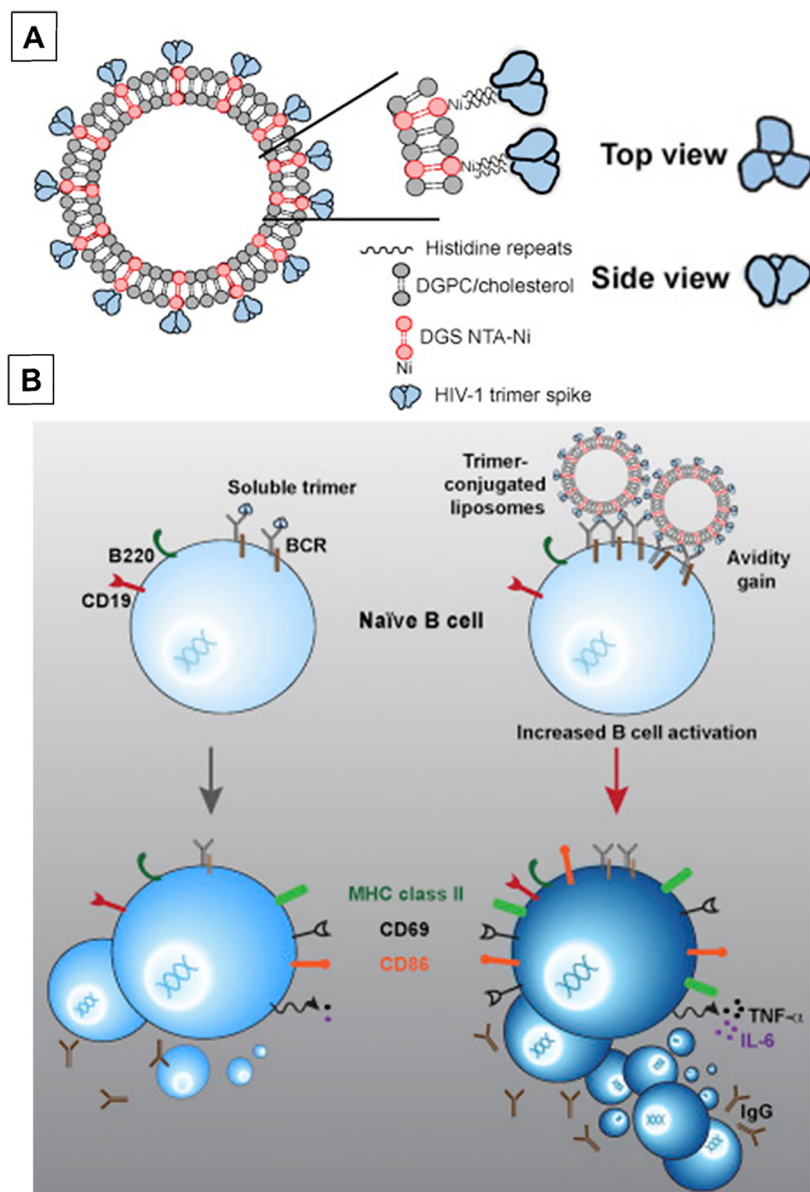 A
Ni
Ni
Top view
Histidine repeats
DGPC/cholesterol
Side view
DGS NTA-Ni
Ni
HIV-1 trimer spike
B
Soluble trimer
BCR
B220
CD19
Trimer-
conjugated
liposomes
Avidity
gain
Naïve B cell
Increased B cell activation
MHC class II
CD69
CD86
TNF-α
IL-6
IgG